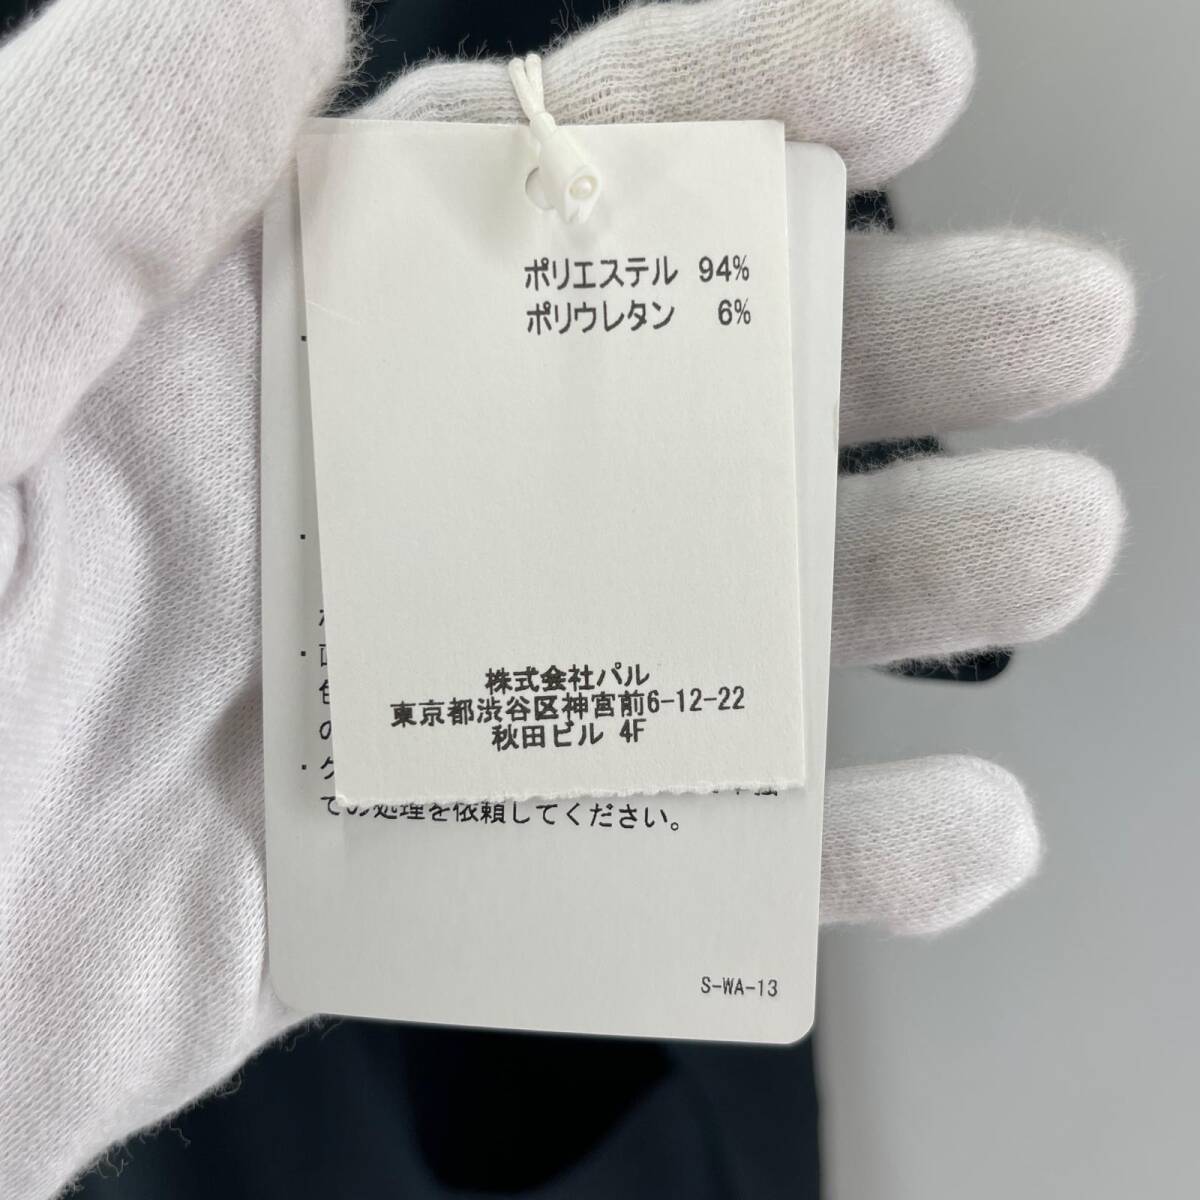 ポリエステル 94%
ポリウレタン 6%
株式会社パル
東京都渋谷区神宮前6-12-22
秋田ビル 4F
ての処理を依頼してください。
S-WA-13